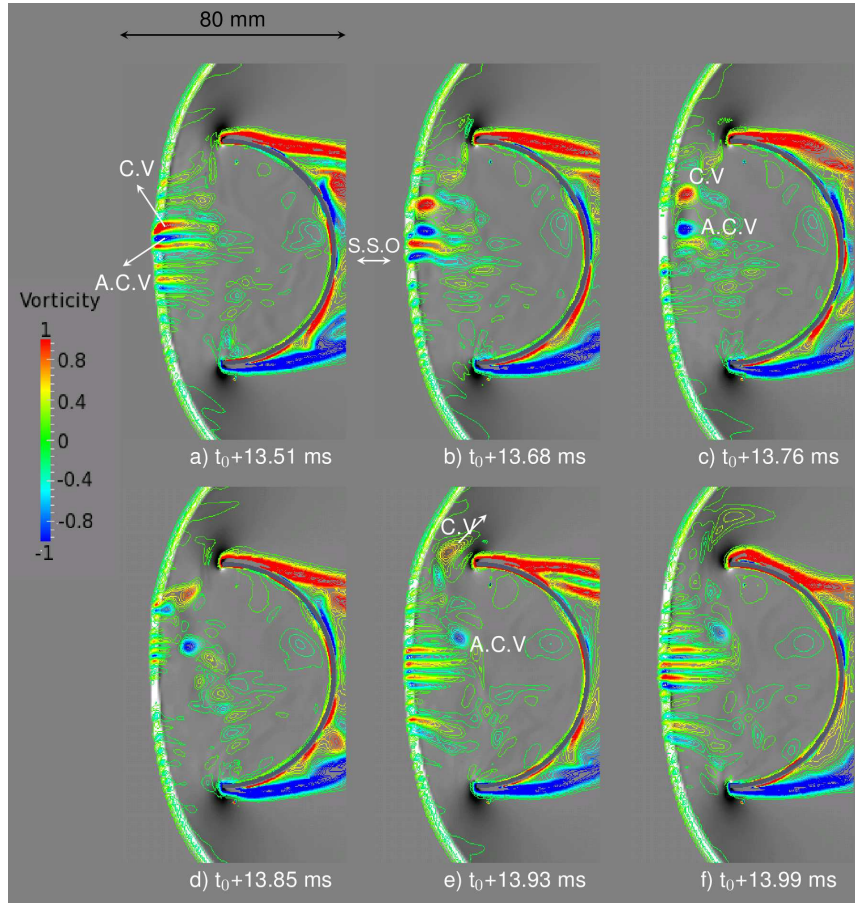 80 mm
C.V
A.C.V
S.S.O
C.V
A.C.V
Vorticity
1
0.8
0.4
0
-0.4
-0.8
-1
a) t₀+13.51 ms
b) t₀+13.68 ms
c) t₀+13.76 ms
C.V
A.C.V
d) t₀+13.85 ms
e) t₀+13.93 ms
f) t₀+13.99 ms